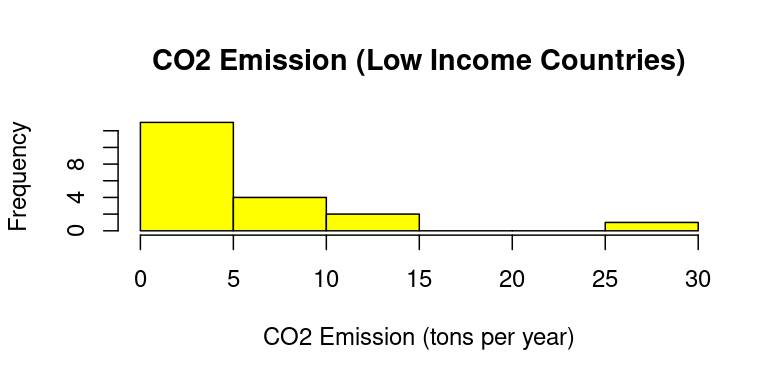 CO2 Emission (Low Income Countries)
Frequency
8
4
0
0 5 10 15 20 25 30
CO2 Emission (tons per year)